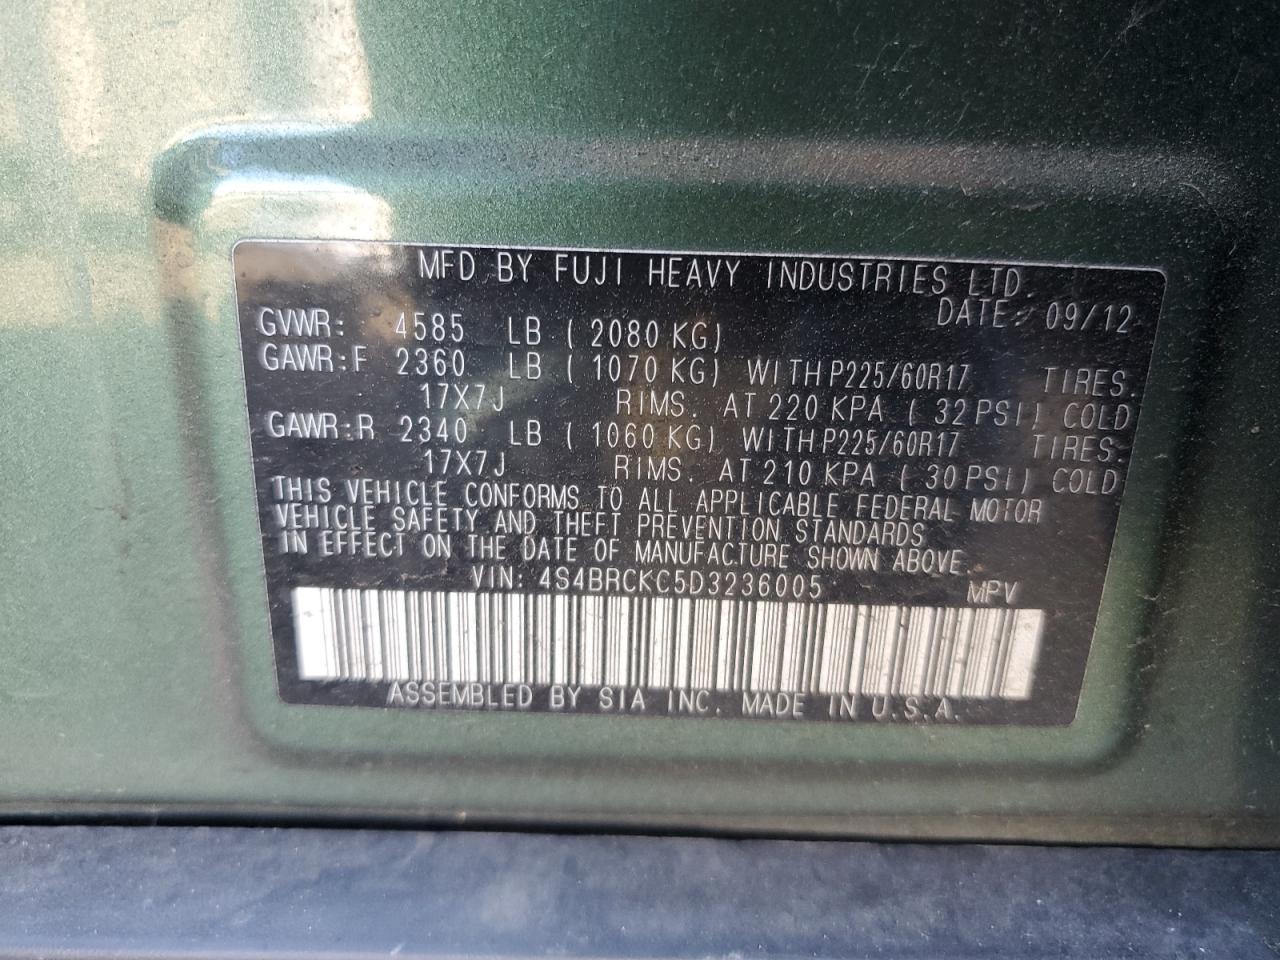 MFD BY FUJI HEAVY INDUSTRIES LTD.
DATE: 09/12
GVWR: 4585 LB ( 2080 KG)
GAWR:F 2360 LB ( 1070 KG) WITH P225/60R17 TIRES.
17X7J RIMS. AT 220 KPA ( 32 PSI) COLD
GAWR:R 2340 LB ( 1060 KG) WITH P225/60R17 TIRES.
17X7J RIMS. AT 210 KPA ( 30 PSI) COLD
THIS VEHICLE CONFORMS TO ALL APPLICABLE FEDERAL MOTOR
VEHICLE SAFETY AND THEFT PREVENTION STANDARDS
IN EFFECT ON THE DATE OF MANUFACTURE SHOWN ABOVE.
VIN: 4S4BRCKC5D3236005 MPV
ASSEMBLED BY SIA INC. MADE IN U.S.A.